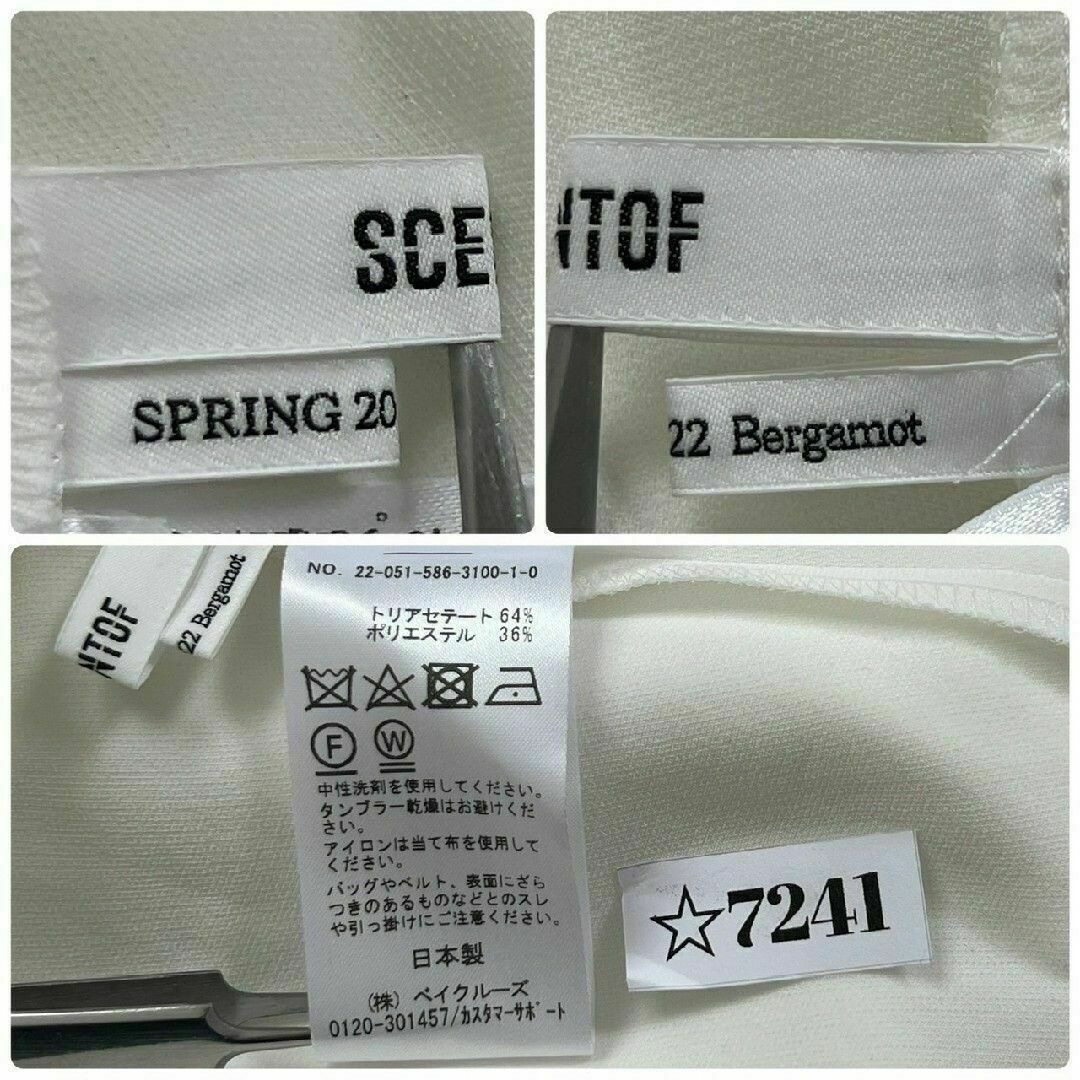 SCE
SPRING 20
NTOF
22 Bergamot
NTOF
22 Bergamot
NO. 22-051-586-3100-1-0
トリアセテート 64%
ポリエステル 36%
F W
中性洗剤を使用してください。
タンブラー乾燥はお避けくだ
さい。
アイロンは当て布を使用して
ください。
バッグやベルト、表面にざら
つきのあるものなどとのスレ
や引っ掛けにご注意ください。
日本製
(株) ベイクルーズ
0120-301457/カスタマーサポート
☆7241